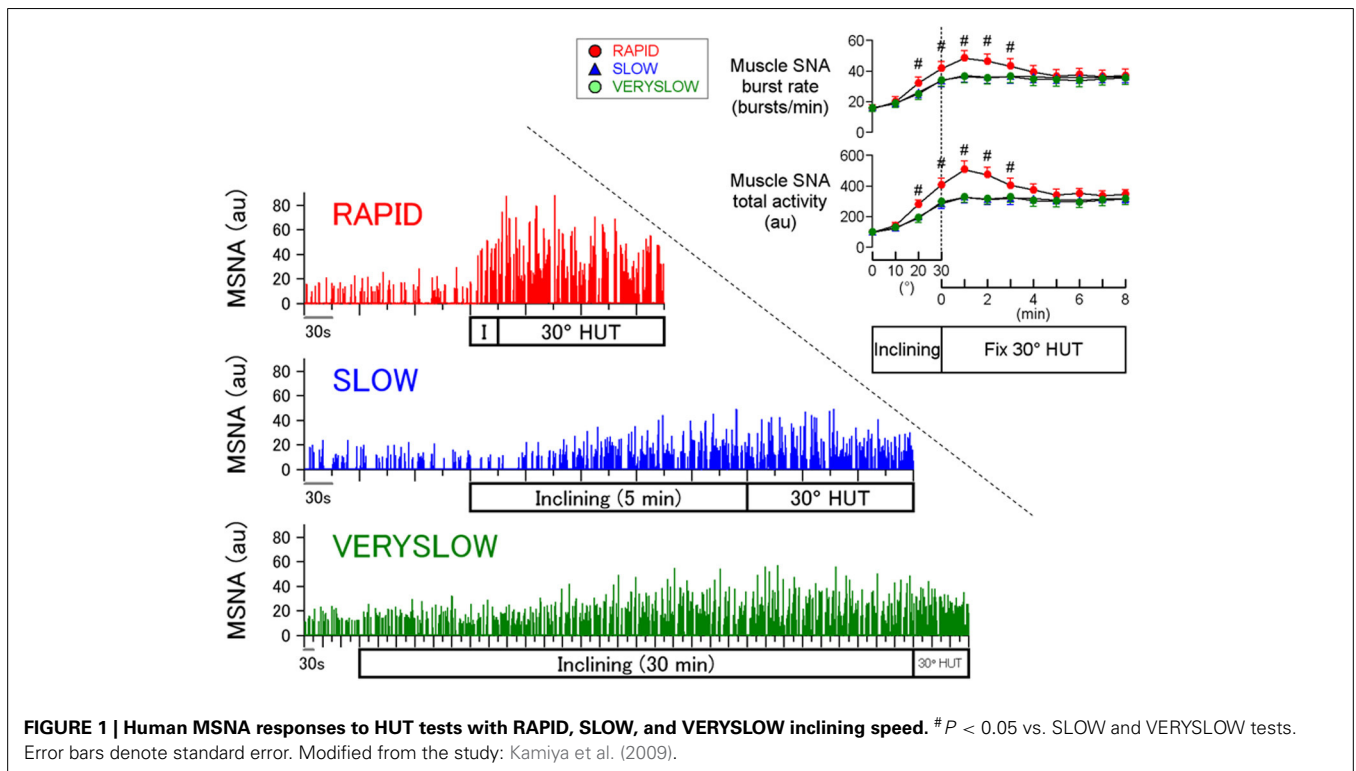 RAPID
SLOW
VERYSLOW
Muscle SNA
burst rate
(bursts/min)
60
40
20
0
# # # # #
Muscle SNA
total activity
(au)
600
400
200
0
# # # # #
0 10 20 30
(°)
0 2 4 6 8
(min)
Inclining Fix 30° HUT
MSNA (au)
80
60
40
20
0
RAPID
30s
I 30° HUT
MSNA (au)
80
60
40
20
0
SLOW
30s
Inclining (5 min) 30° HUT
MSNA (au)
80
60
40
20
0
VERYSLOW
30s
Inclining (30 min) 30° HUT
FIGURE 1 | Human MSNA responses to HUT tests with RAPID, SLOW, and VERYSLOW inclining speed. #P < 0.05 vs. SLOW and VERYSLOW tests.
Error bars denote standard error. Modified from the study: Kamiya et al. (2009).